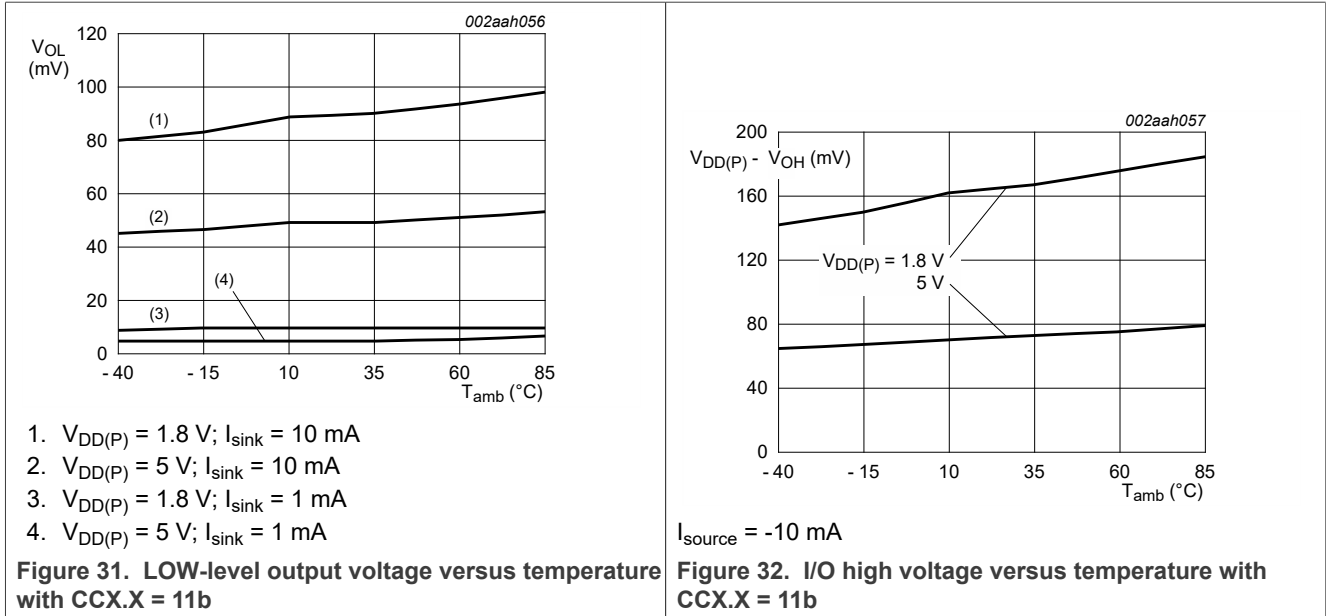 002aah056
V_OL
(mV)
120
100
80
60
40
20
0
(1)
(2)
(3)
(4)
- 40 - 15 10 35 60 85
T_amb (°C)
1. V_DD(P) = 1.8 V; I_sink = 10 mA
2. V_DD(P) = 5 V; I_sink = 10 mA
3. V_DD(P) = 1.8 V; I_sink = 1 mA
4. V_DD(P) = 5 V; I_sink = 1 mA
Figure 31. LOW-level output voltage versus temperature
with CCX.X = 11b
002aah057
200
V_DD(P) - V_OH (mV)
160
120
80
40
0
V_DD(P) = 1.8 V
5 V
- 40 - 15 10 35 60 85
T_amb (°C)
I_source = -10 mA
Figure 32. I/O high voltage versus temperature with
CCX.X = 11b